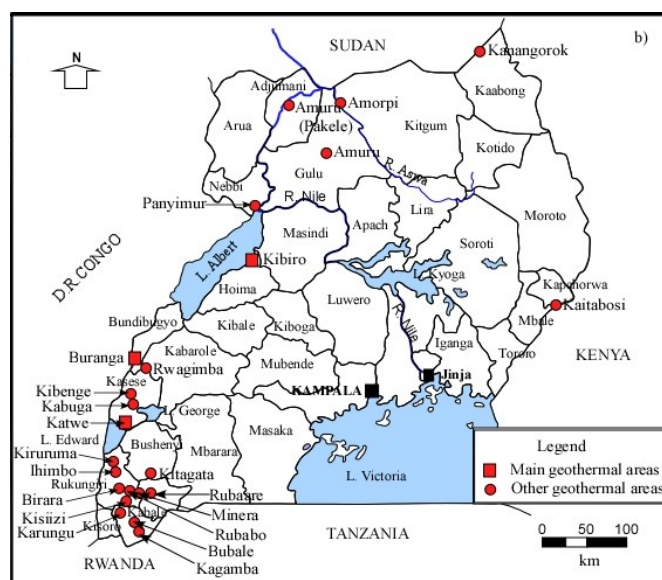 SUDAN
b)
N
Kanangorok
Kaabong
Adjumani
Amuru
(Pakele)
Amorpi
Arua
Kitgum
Kotido
Amuru
R. Aswa
Gulu
Nebbi
R. Nile
Panyimur
Lira
Apach
Moroto
Masindi
Soroti
D.R.CONGO
L. Albert
Kibiro
L. Kyoga
Hoima
Kapchorwa
Kaitabosi
Bundibugyo
Luwero
Mbale
Kibale
Kiboga
R. Nile
Iganga
Tororo
Buranga
Kabarole
Mubende
KENYA
Rwagimba
Kasese
Jinja
Kibenge
KAMPALA
Kabuga
George
Katwe
Masaka
L. Edward
Bushenyi
Mbarara
Legend
Kiruruma
Main geothermal areas
Ihimbo
Kitagata
L. Victoria
Other geothermal areas
Rukungiri
Birara
Rubaare
Kisiizi
Kabale
Minera
Karungu
Kisoro
Rubabo
TANZANIA
0 50 100
Bubale
km
RWANDA
Kagamba